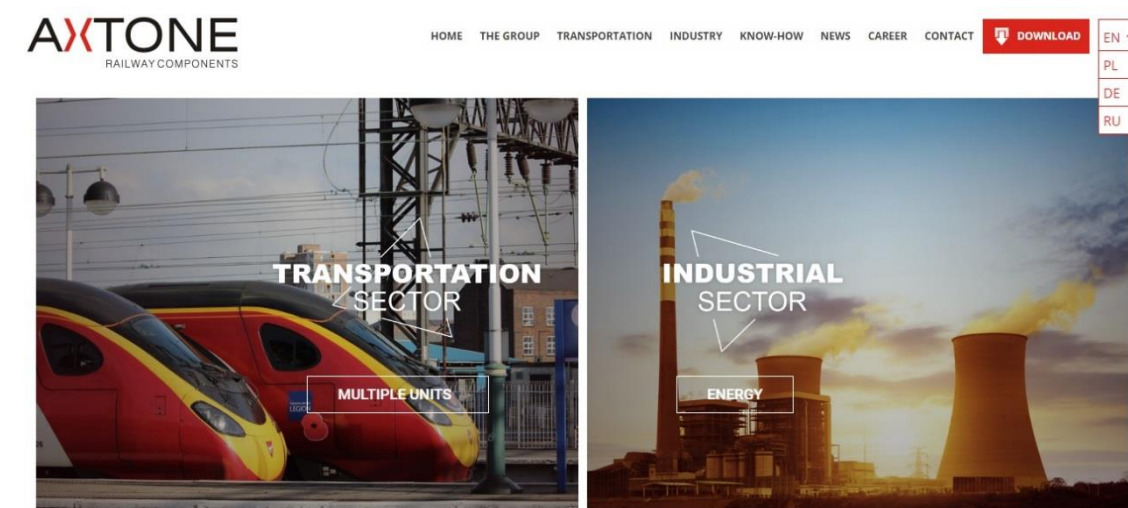 AXTONE
RAILWAY COMPONENTS
HOME THE GROUP TRANSPORTATION INDUSTRY KNOW-HOW NEWS CAREER CONTACT DOWNLOAD
EN
PL
DE
RU
TRANSPORTATION
SECTOR
MULTIPLE UNITS
LEGION
INDUSTRIAL
SECTOR
ENERGY